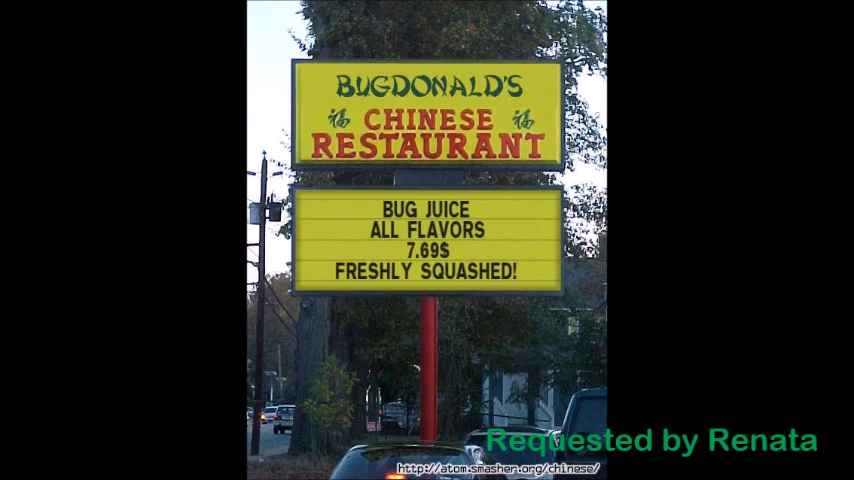 BUGDONALD'S
福 CHINESE 福
RESTAURANT
BUG JUICE
ALL FLAVORS
7.69$
FRESHLY SQUASHED!
Requested by Renata
http://atom.smasher.org/chinese/